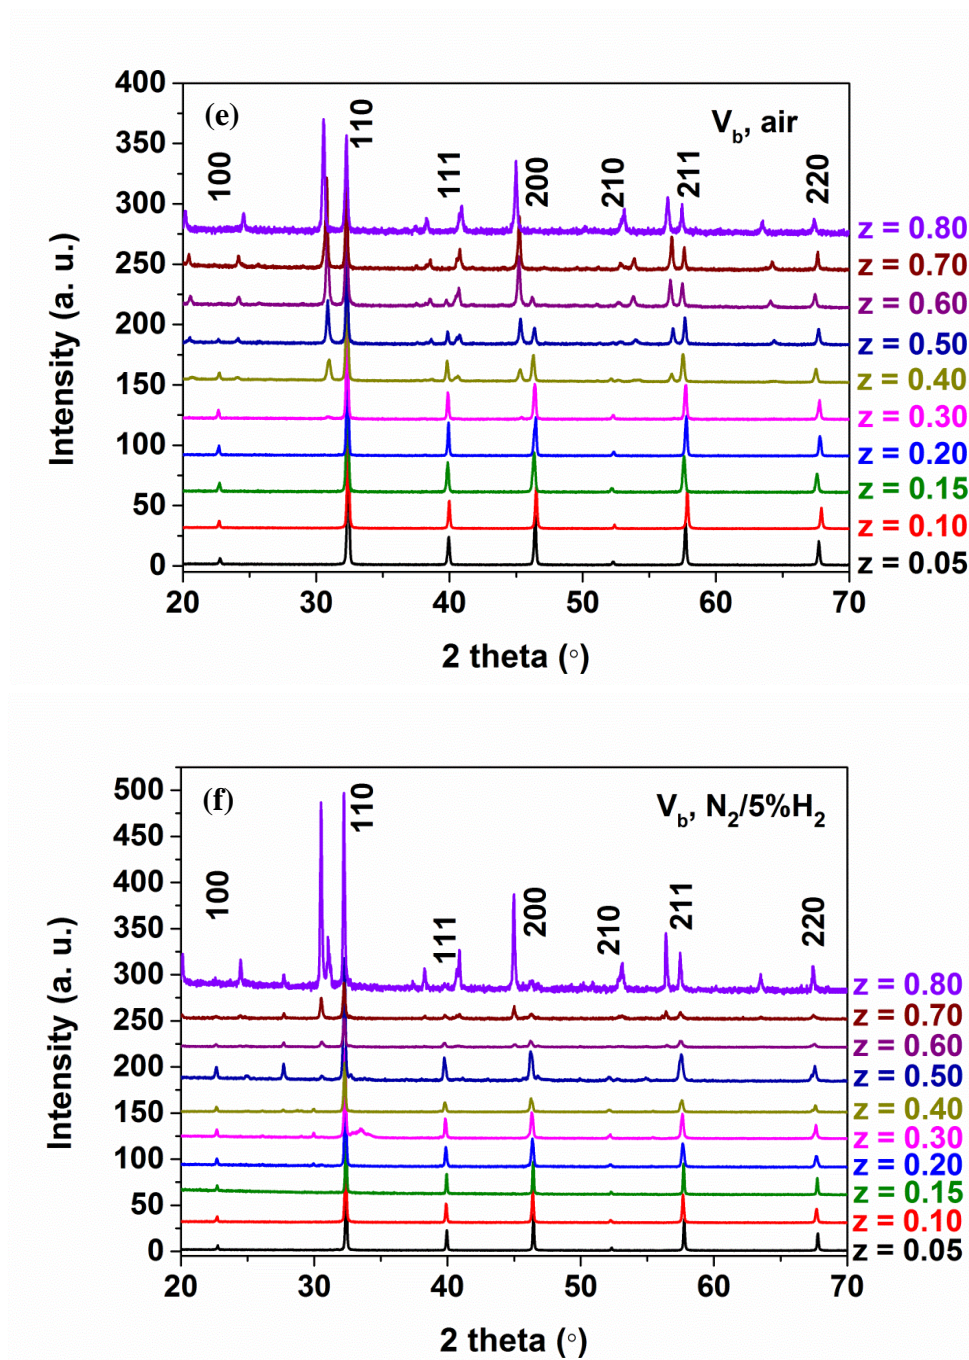 (e)
V_b, air
100
110
111
200
210
211
220
400
350
300
250
200
150
100
50
0
Intensity (a. u.)
z = 0.80
z = 0.70
z = 0.60
z = 0.50
z = 0.40
z = 0.30
z = 0.20
z = 0.15
z = 0.10
z = 0.05
20 30 40 50 60 70
2 theta (°)
(f)
V_b, N_2/5%H_2
100
110
111
200
210
211
220
500
450
400
350
300
250
200
150
100
50
0
Intensity (a. u.)
z = 0.80
z = 0.70
z = 0.60
z = 0.50
z = 0.40
z = 0.30
z = 0.20
z = 0.15
z = 0.10
z = 0.05
20 30 40 50 60 70
2 theta (°)